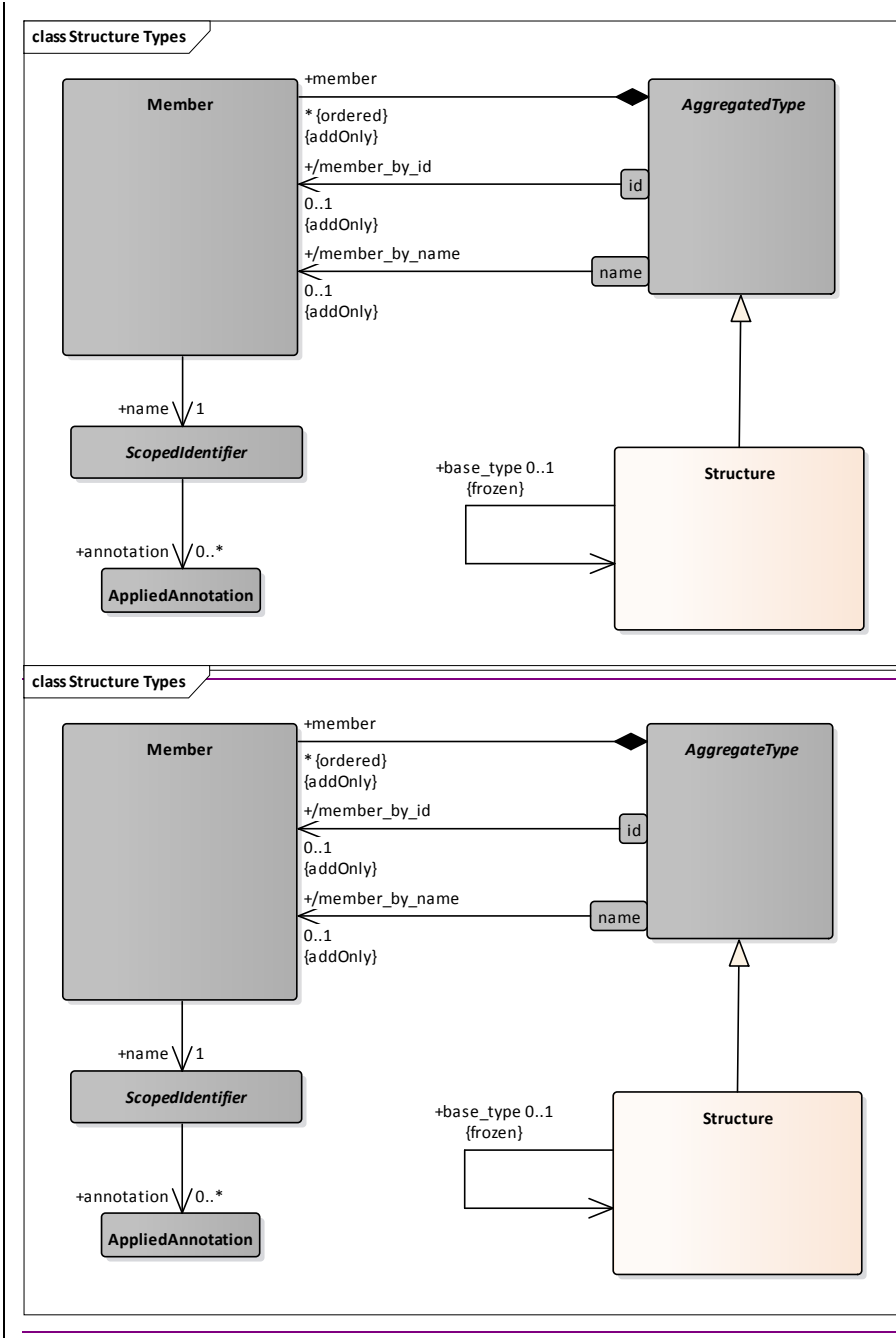 class Structure Types
+member
Member
AggregatedType
* {ordered}
{addOnly}
+/member_by_id
id
0..1
{addOnly}
+/member_by_name
name
0..1
{addOnly}
+name 1
ScopedIdentifier
+base_type 0..1
{frozen}
Structure
+annotation 0..*
AppliedAnnotation
class Structure Types
+member
Member
AggregateType
* {ordered}
{addOnly}
+/member_by_id
id
0..1
{addOnly}
+/member_by_name
name
0..1
{addOnly}
+name 1
ScopedIdentifier
+base_type 0..1
{frozen}
Structure
+annotation 0..*
AppliedAnnotation